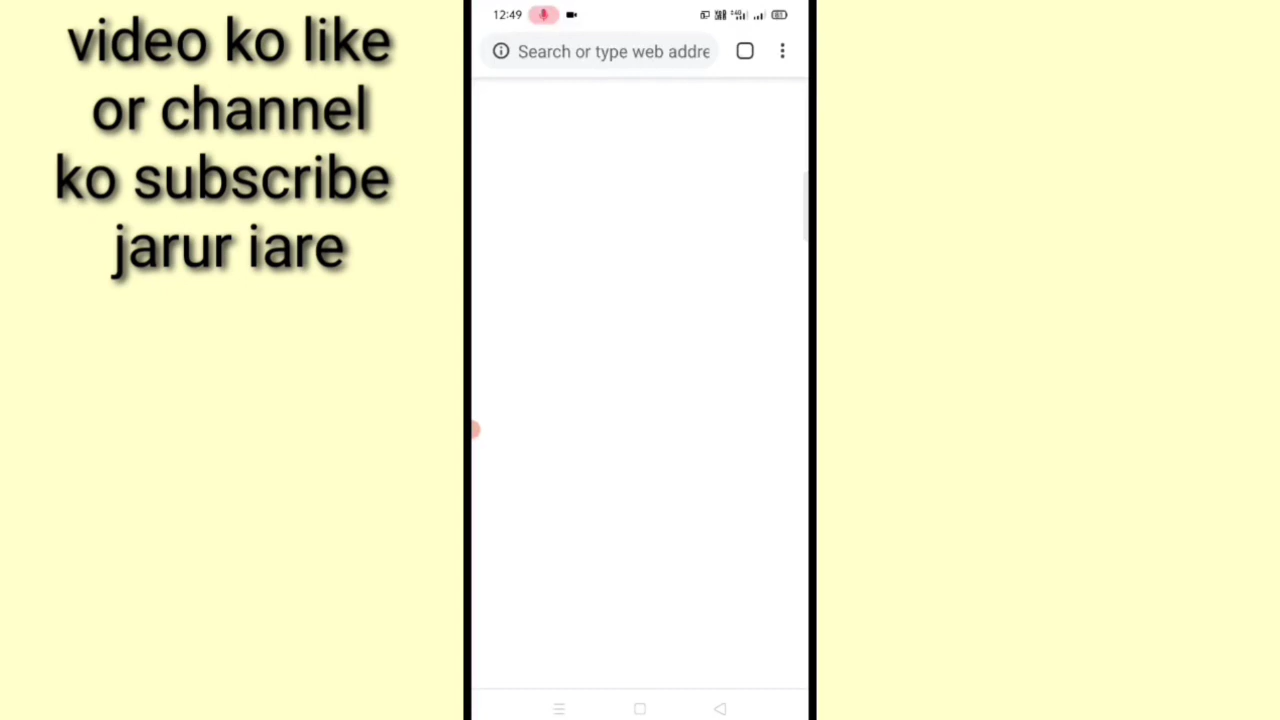 video ko like
or channel
ko subscribe
jarur iare
12:49
Search or type web addre